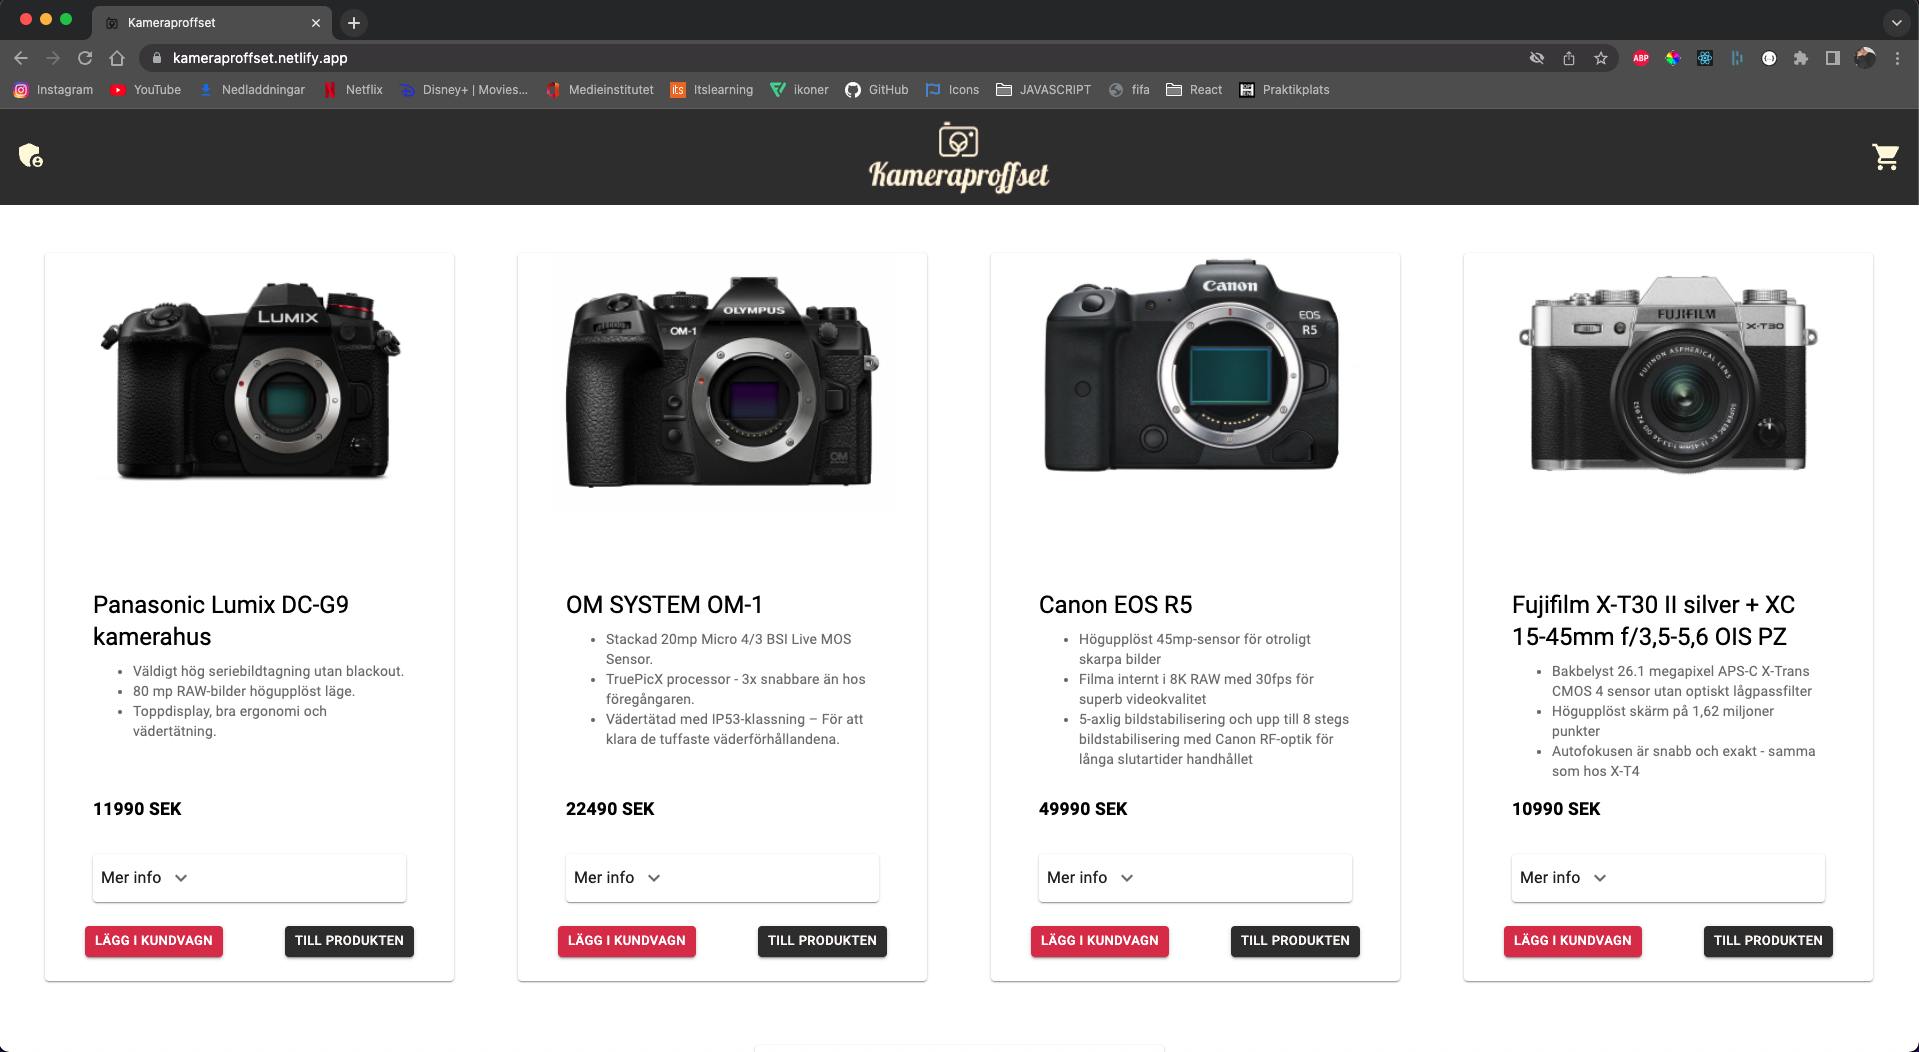 Kameraproffset
kameraproffset.netlify.app
ABP
Instagram YouTube Nedladdningar Netflix Disney+ | Movies... Medieinstitutet its Itslearning ikoner GitHub Icons JAVASCRIPT fifa React Praktikplats
Kameraproffset
LUMIX
OLYMPUS
OM-1
OM
Canon
EOS
R5
FUJIFILM
X-T30
FUJINON ASPHERICAL LENS
Panasonic Lumix DC-G9
kamerahus
• Väldigt hög seriebildtagning utan blackout.
• 80 mp RAW-bilder högupplöst läge.
• Toppdisplay, bra ergonomi och
vädertätning.
11990 SEK
Mer info
LÄGG I KUNDVAGN
TILL PRODUKTEN
OM SYSTEM OM-1
• Stackad 20mp Micro 4/3 BSI Live MOS
Sensor.
• TruePicX processor - 3x snabbare än hos
föregångaren.
• Vädertätad med IP53-klassning – För att
klara de tuffaste väderförhållandena.
22490 SEK
Mer info
LÄGG I KUNDVAGN
TILL PRODUKTEN
Canon EOS R5
• Högupplöst 45mp-sensor för otroligt
skarpa bilder
• Filma internt i 8K RAW med 30fps för
superb videokvalitet
• 5-axlig bildstabilisering och upp till 8 stegs
bildstabilisering med Canon RF-optik för
långa slutartider handhållet
49990 SEK
Mer info
LÄGG I KUNDVAGN
TILL PRODUKTEN
Fujifilm X-T30 II silver + XC
15-45mm f/3,5-5,6 OIS PZ
• Bakbelyst 26.1 megapixel APS-C X-Trans
CMOS 4 sensor utan optiskt lågpassfilter
• Högupplöst skärm på 1,62 miljoner
punkter
• Autofokusen är snabb och exakt - samma
som hos X-T4
10990 SEK
Mer info
LÄGG I KUNDVAGN
TILL PRODUKTEN